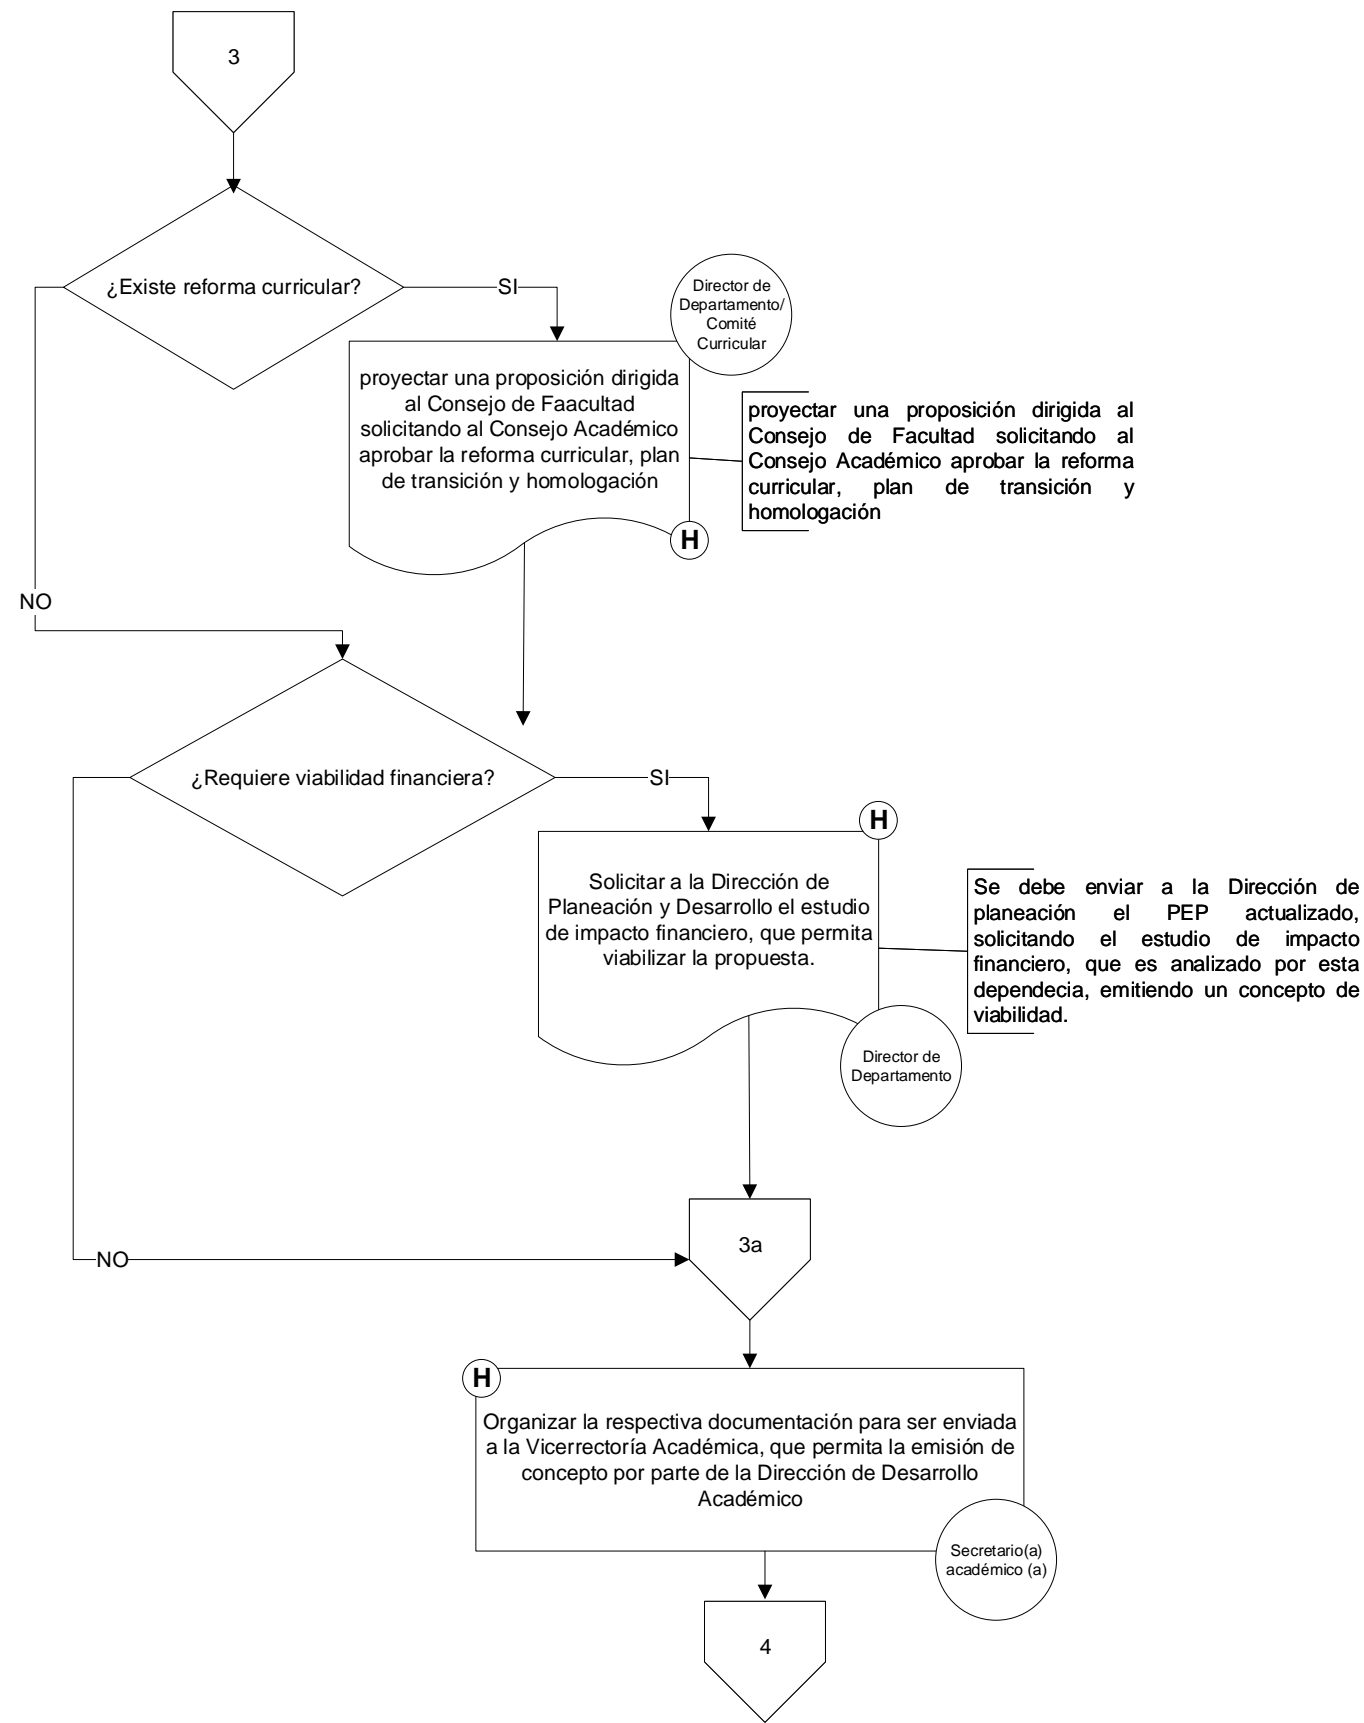 3
¿Existe reforma curricular?
SI
Director de
Departamento/
Comité
Curricular
proyectar una proposición dirigida
al Consejo de Faacultad
solicitando al Consejo Académico
aprobar la reforma curricular, plan
de transición y homologación
H
proyectar una proposición dirigida al
Consejo de Facultad solicitando al
Consejo Académico aprobar la reforma
curricular, plan de transición y
homologación
NO
¿Requiere viabilidad financiera?
SI
H
Solicitar a la Dirección de
Planeación y Desarrollo el estudio
de impacto financiero, que permita
viabilizar la propuesta.
Se debe enviar a la Dirección de
planeación el PEP actualizado,
solicitando el estudio de impacto
financiero, que es analizado por esta
dependecia, emitiendo un concepto de
viabilidad.
Director de
Departamento
3a
NO
H
Organizar la respectiva documentación para ser enviada
a la Vicerrectoría Académica, que permita la emisión de
concepto por parte de la Dirección de Desarrollo
Académico
Secretario(a)
académico (a)
4